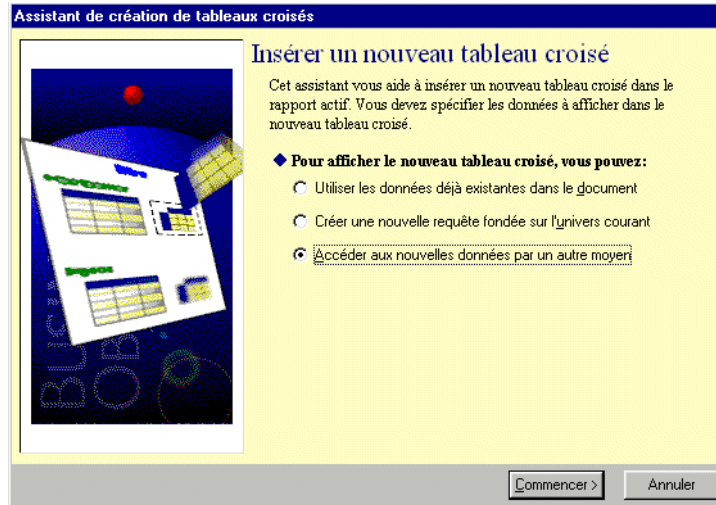 Assistant de création de tableaux croisés
Insérer un nouveau tableau croisé
Cet assistant vous aide à insérer un nouveau tableau croisé dans le
rapport actif. Vous devez spécifier les données à afficher dans le
nouveau tableau croisé.
Pour afficher le nouveau tableau croisé, vous pouvez:
Utiliser les données déjà existantes dans le document
Créer une nouvelle requête fondée sur l'univers courant
Accéder aux nouvelles données par un autre moyen
Commencer >
Annuler